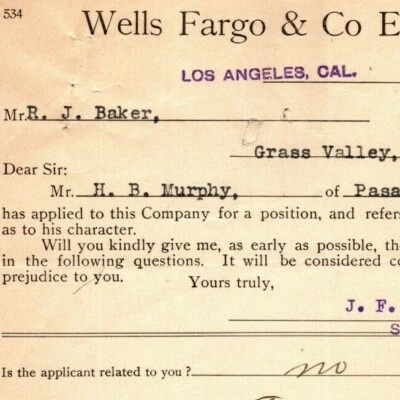 534
Wells Fargo & Co E
LOS ANGELES, CAL.
Mr. R. J. Baker,
Grass Valley,
Dear Sir:
Mr. H. B. Murphy, of Pasa
has applied to this Company for a position, and refers
as to his character.
Will you kindly give me, as early as possible, th
in the following questions. It will be considered co
prejudice to you.
Yours truly,
J. F.
S
Is the applicant related to you? no